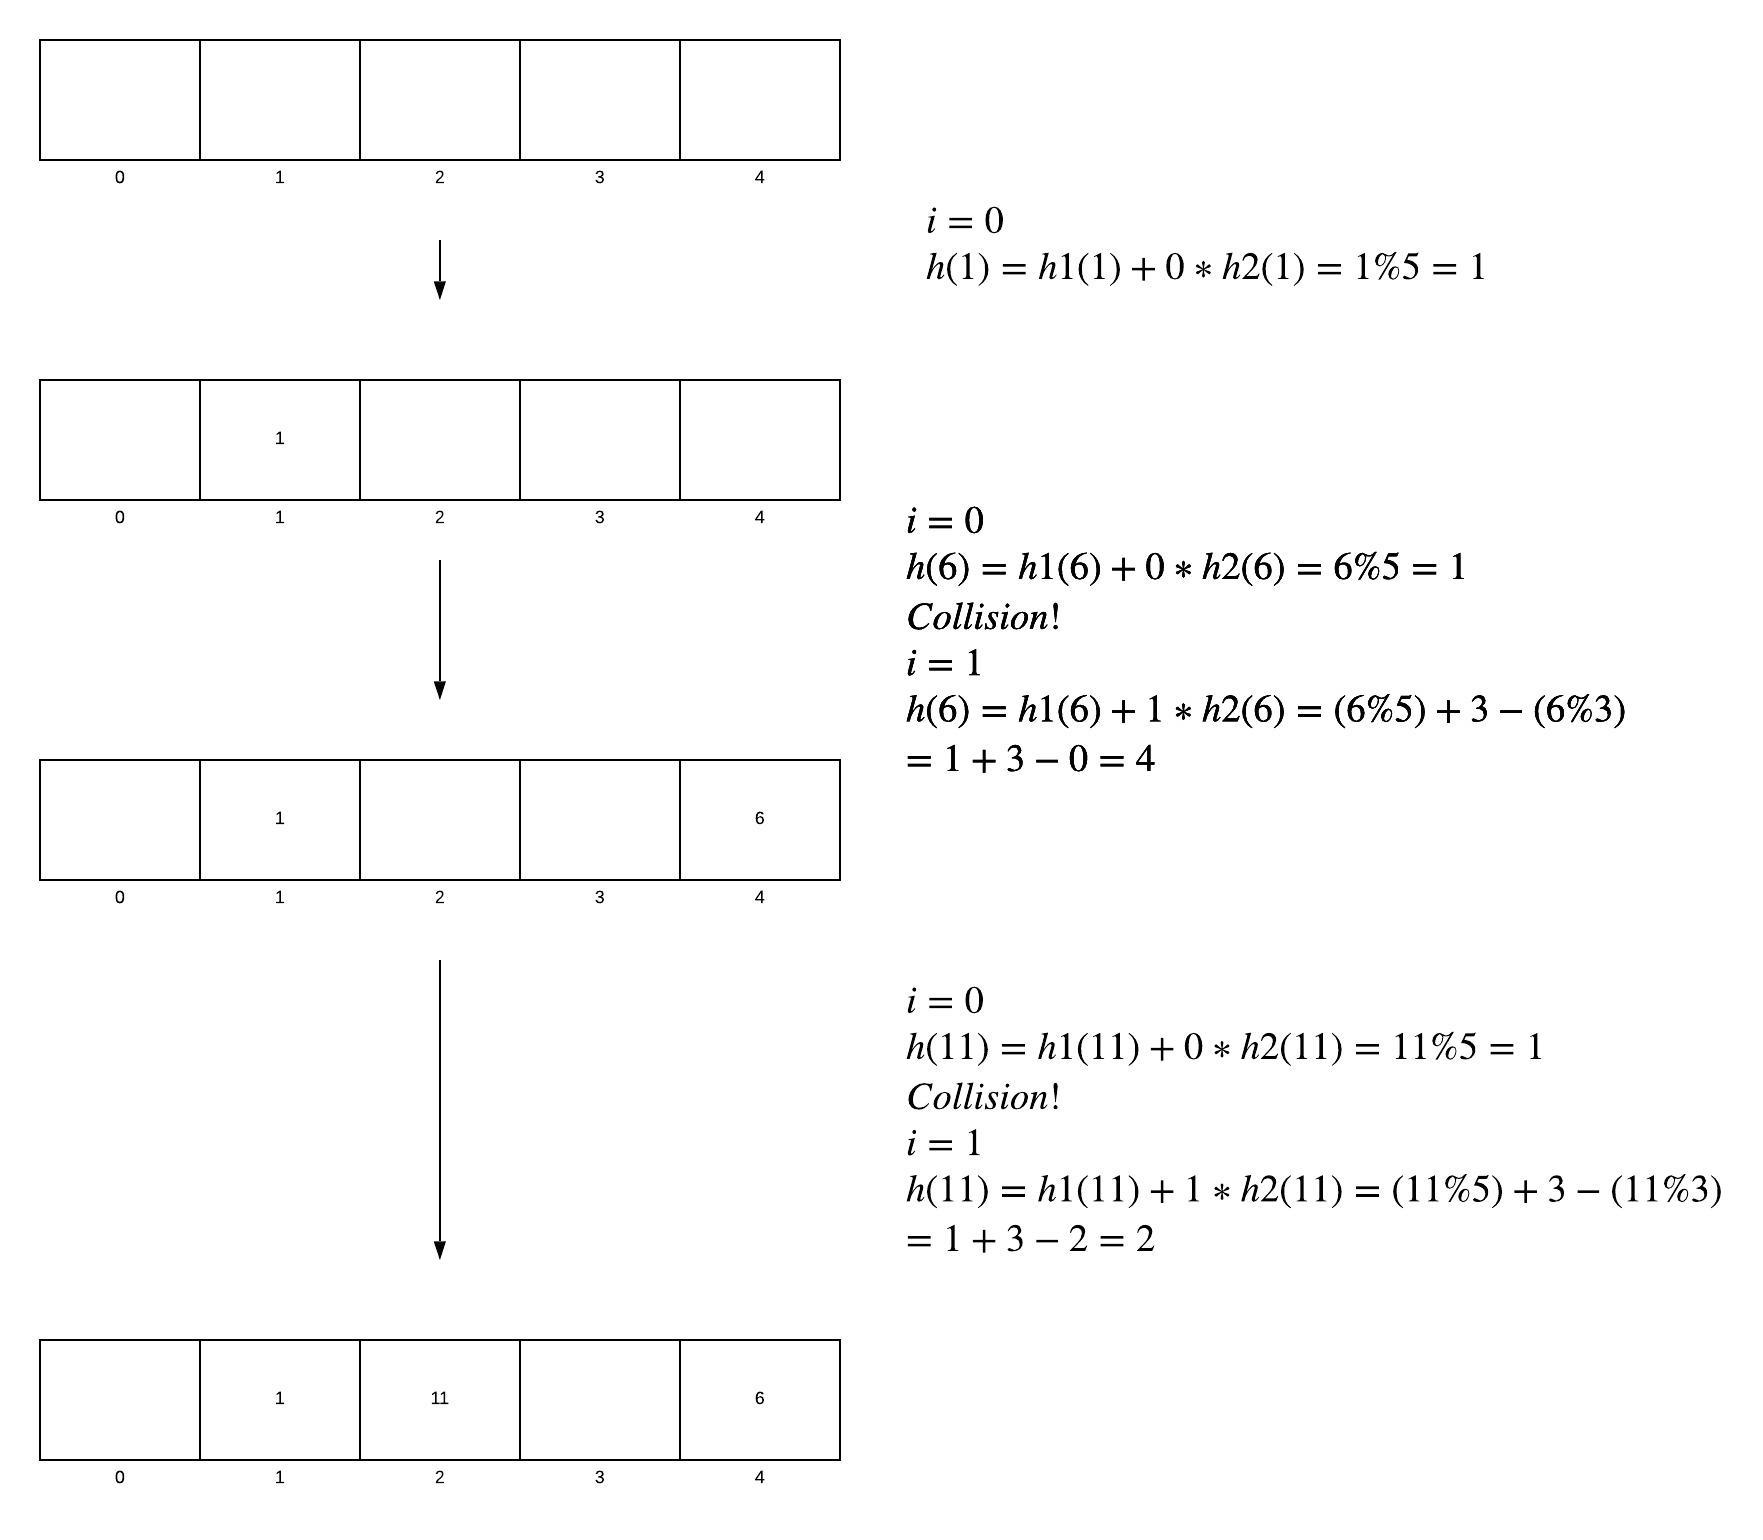 0 1 2 3 4
i = 0
h(1) = h1(1) + 0 * h2(1) = 1%5 = 1
1
0 1 2 3 4
i = 0
h(6) = h1(6) + 0 * h2(6) = 6%5 = 1
Collision!
i = 1
h(6) = h1(6) + 1 * h2(6) = (6%5) + 3 − (6%3)
= 1 + 3 − 0 = 4
1 6
0 1 2 3 4
i = 0
h(11) = h1(11) + 0 * h2(11) = 11%5 = 1
Collision!
i = 1
h(11) = h1(11) + 1 * h2(11) = (11%5) + 3 − (11%3)
= 1 + 3 − 2 = 2
1 11 6
0 1 2 3 4